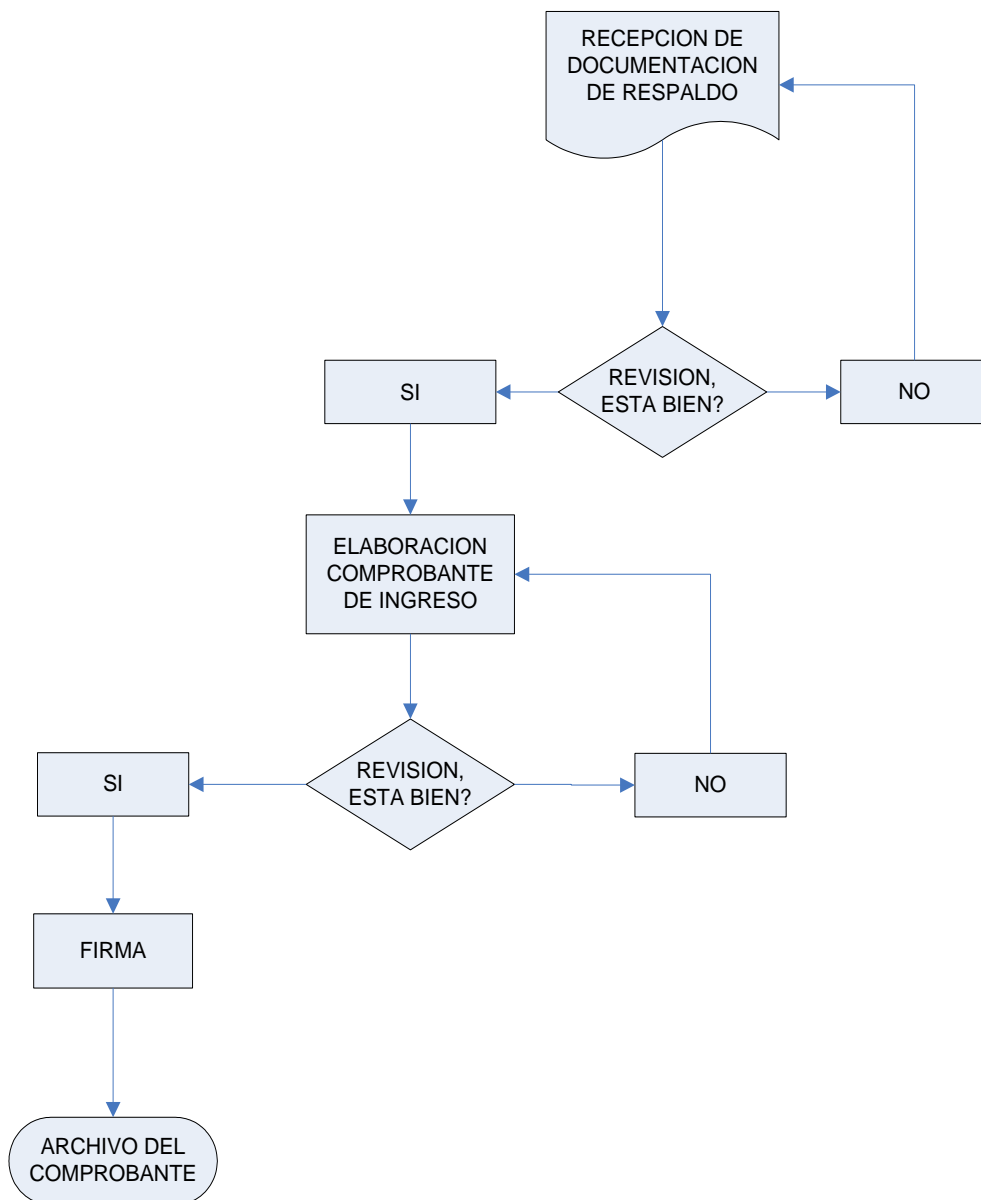 RECEPCION DE
DOCUMENTACION
DE RESPALDO
SI
REVISION,
ESTA BIEN?
NO
ELABORACION
COMPROBANTE
DE INGRESO
SI
REVISION,
ESTA BIEN?
NO
FIRMA
ARCHIVO DEL
COMPROBANTE